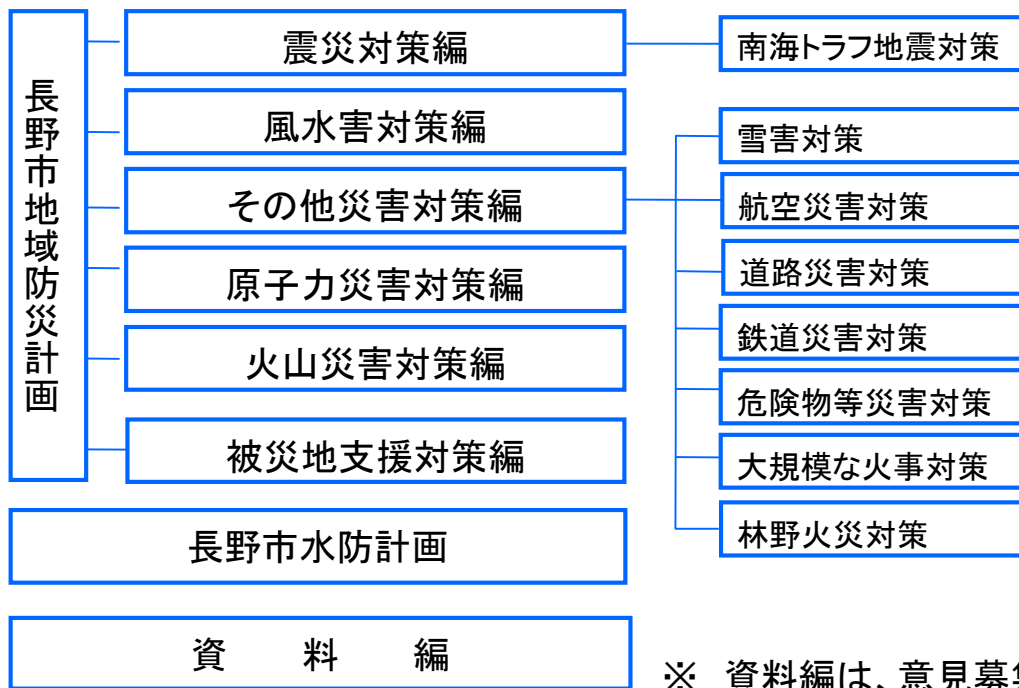 長野市地域防災計画
震災対策編
風水害対策編
その他災害対策編
原子力災害対策編
火山災害対策編
被災地支援対策編
南海トラフ地震対策
雪害対策
航空災害対策
道路災害対策
鉄道災害対策
危険物等災害対策
大規模な火事対策
林野火災対策
長野市水防計画
資 料 編
※ 資料編は、意見募